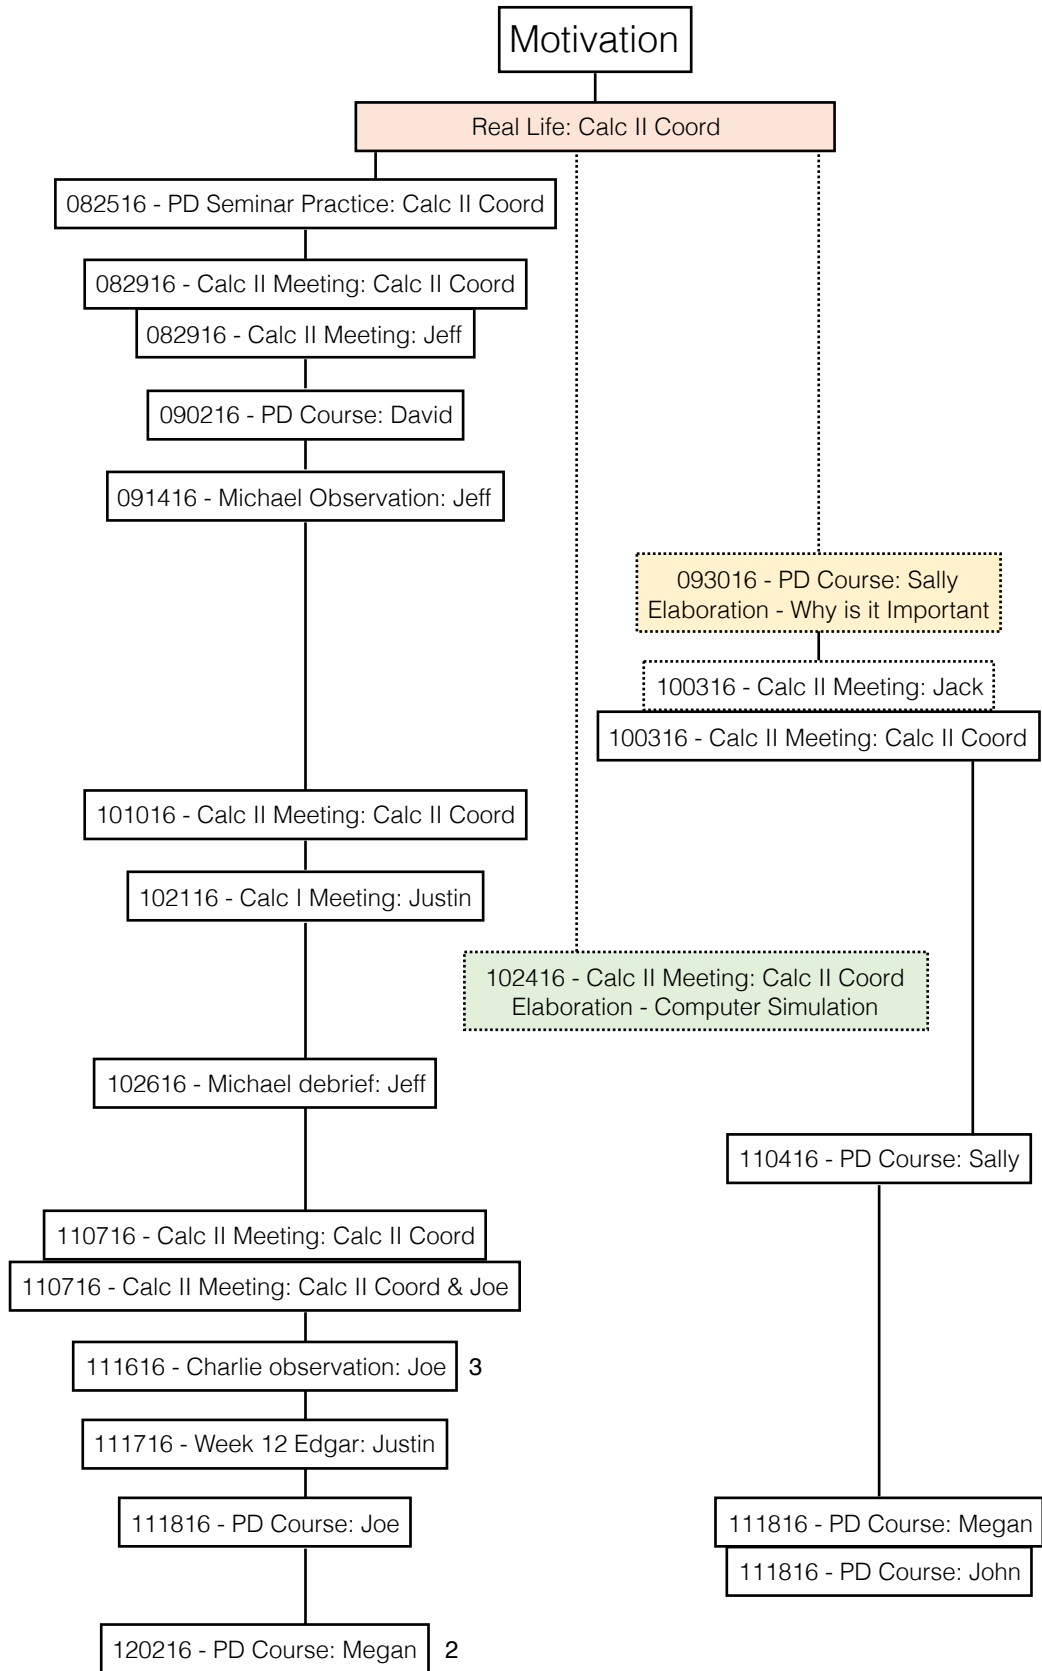 Motivation
Real Life: Calc II Coord
082516 - PD Seminar Practice: Calc II Coord
082916 - Calc II Meeting: Calc II Coord
082916 - Calc II Meeting: Jeff
090216 - PD Course: David
091416 - Michael Observation: Jeff
093016 - PD Course: Sally
Elaboration - Why is it Important
100316 - Calc II Meeting: Jack
100316 - Calc II Meeting: Calc II Coord
101016 - Calc II Meeting: Calc II Coord
102116 - Calc I Meeting: Justin
102416 - Calc II Meeting: Calc II Coord
Elaboration - Computer Simulation
102616 - Michael debrief: Jeff
110416 - PD Course: Sally
110716 - Calc II Meeting: Calc II Coord
110716 - Calc II Meeting: Calc II Coord & Joe
111616 - Charlie observation: Joe 3
111716 - Week 12 Edgar: Justin
111816 - PD Course: Joe
111816 - PD Course: Megan
111816 - PD Course: John
120216 - PD Course: Megan 2